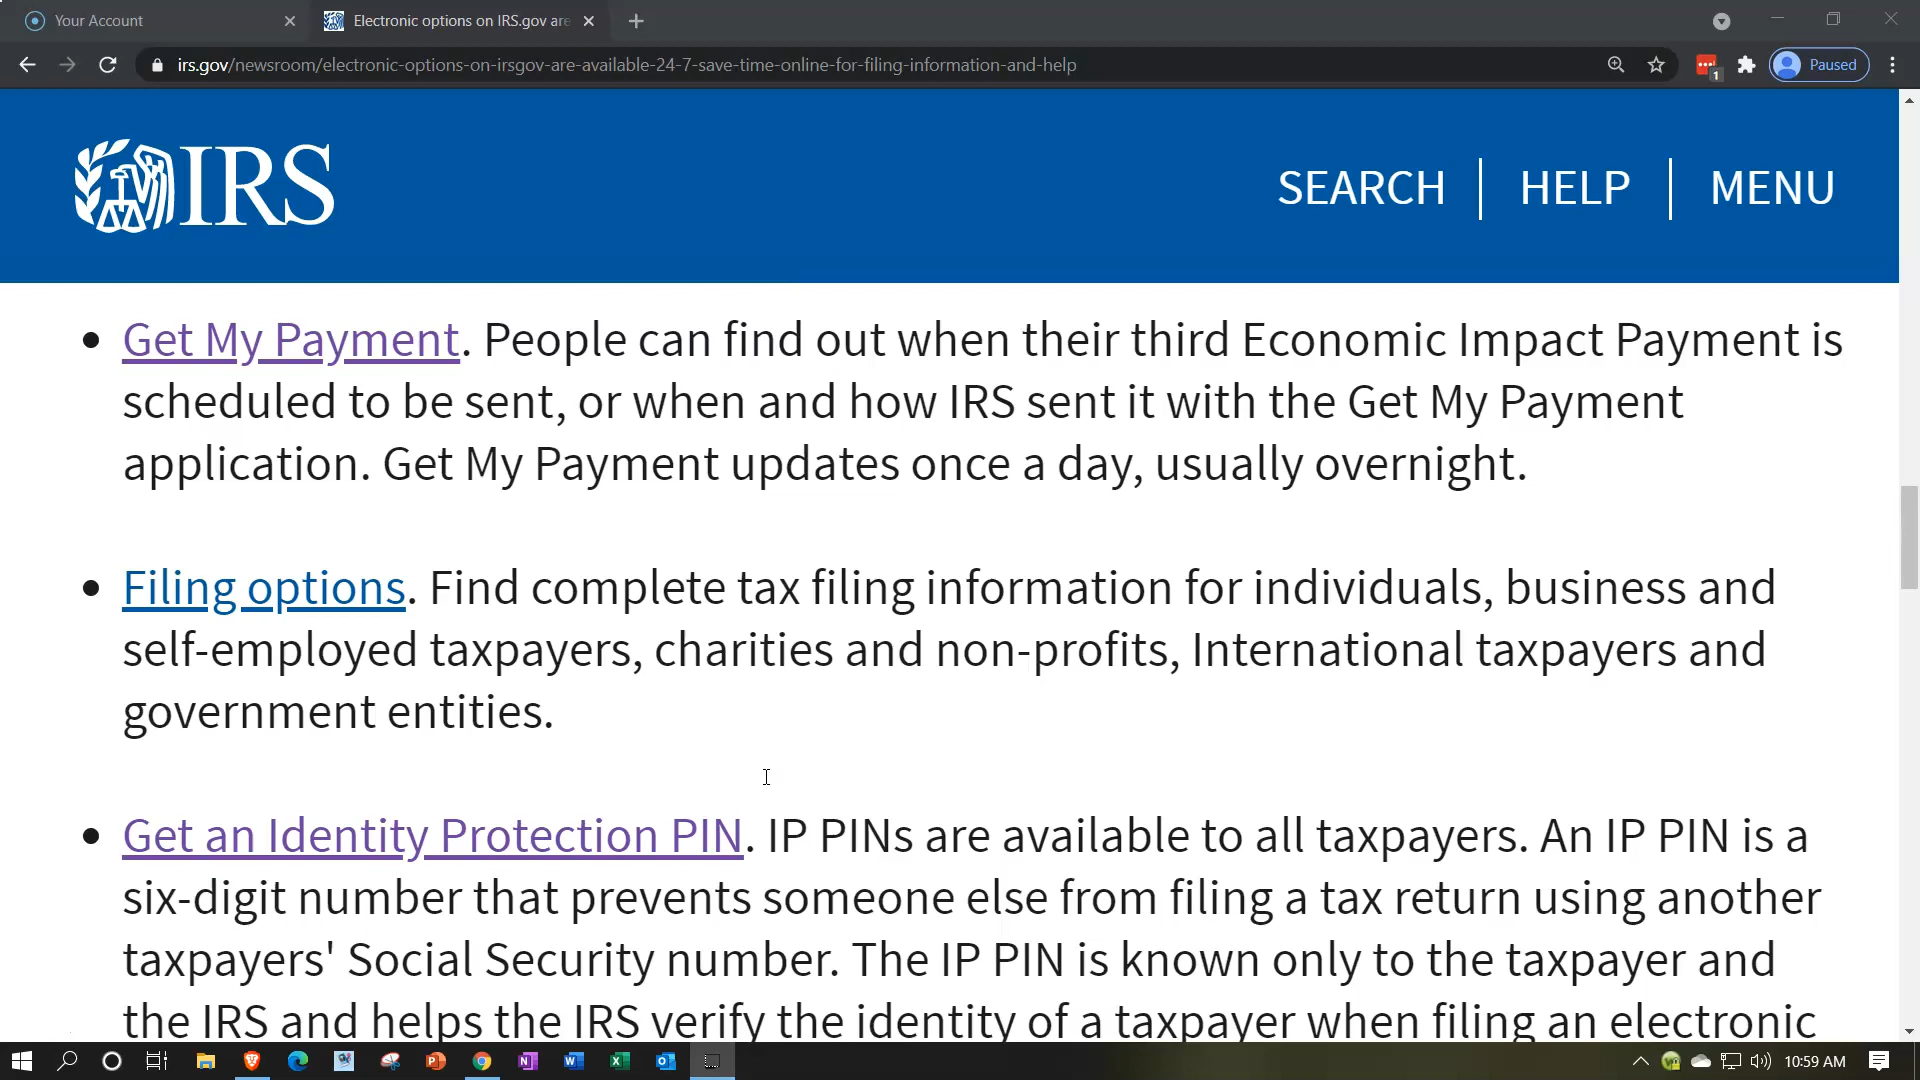 Your Account
Electronic options on IRS.gov are
irs.gov/newsroom/electronic-options-on-irsgov-are-available-24-7-save-time-online-for-filing-information-and-help
1
Paused
IRS
SEARCH
HELP
MENU
Get My Payment. People can find out when their third Economic Impact Payment is
scheduled to be sent, or when and how IRS sent it with the Get My Payment
application. Get My Payment updates once a day, usually overnight.
Filing options. Find complete tax filing information for individuals, business and
self-employed taxpayers, charities and non-profits, International taxpayers and
government entities.
Get an Identity Protection PIN. IP PINs are available to all taxpayers. An IP PIN is a
six-digit number that prevents someone else from filing a tax return using another
taxpayers' Social Security number. The IP PIN is known only to the taxpayer and
the IRS and helps the IRS verify the identity of a taxpayer when filing an electronic
10:59 AM